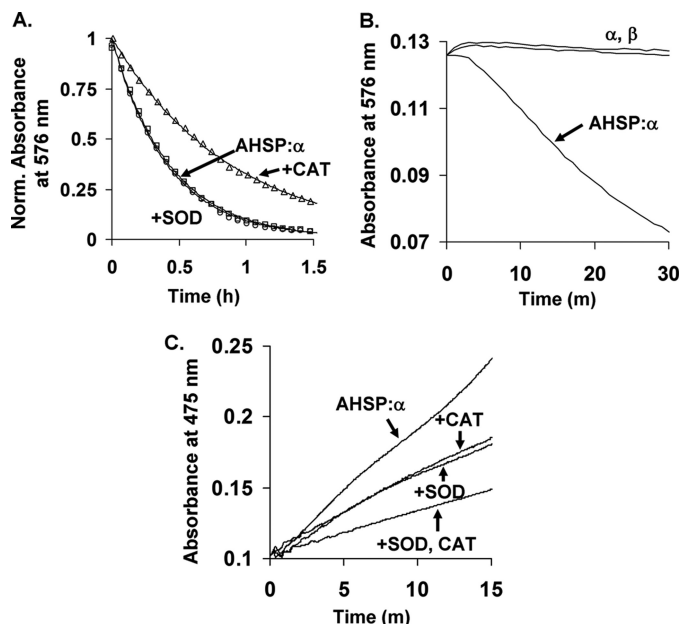 A.
Norm. Absorbance
at 576 nm
1
0.75
0.5
0.25
0
AHSP:α
+CAT
+SOD
0
0.5
1
1.5
Time (h)
B.
Absorbance at 576 nm
0.13
0.11
0.09
0.07
α, β
AHSP:α
0
10
20
30
Time (m)
C.
Absorbance at 475 nm
0.25
0.2
0.15
0.1
AHSP:α
+CAT
+SOD
+SOD, CAT
0
5
10
15
Time (m)